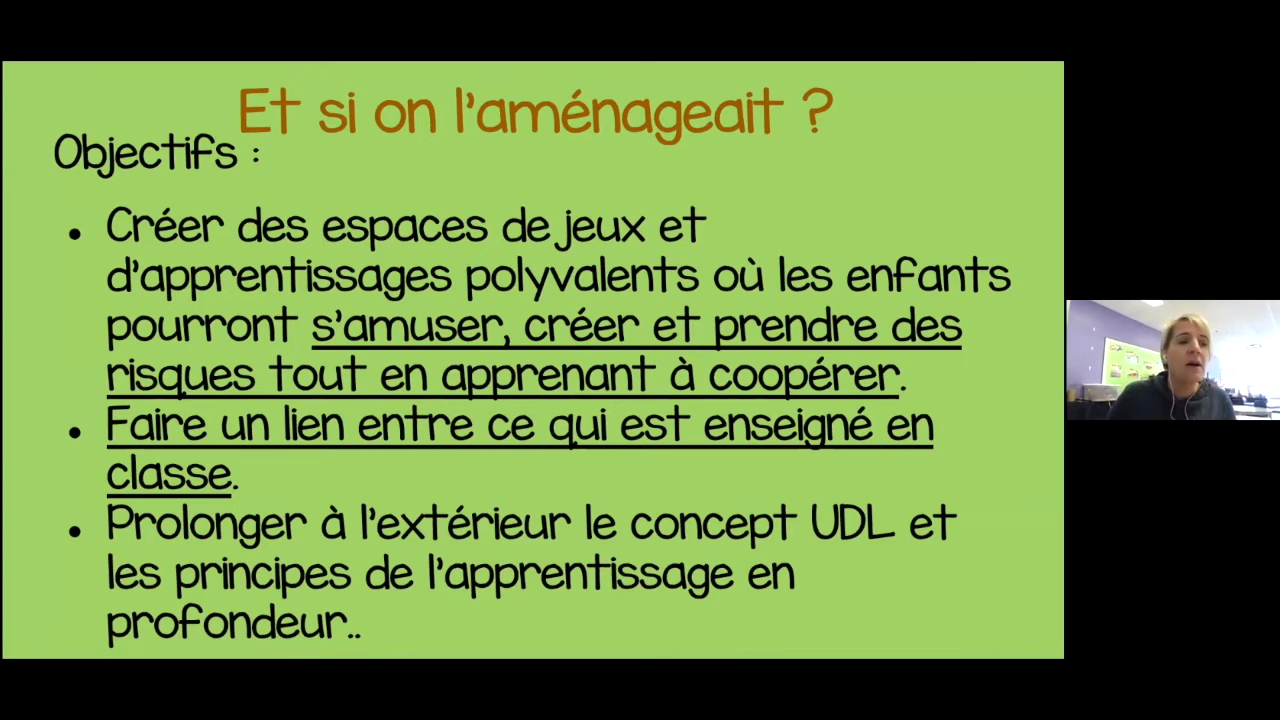 Et si on l'aménageait ?
Objectifs :
• Créer des espaces de jeux et
d'apprentissages polyvalents où les enfants
pourront s'amuser, créer et prendre des
risques tout en apprenant à coopérer.
• Faire un lien entre ce qui est enseigné en
classe.
• Prolonger à l'extérieur le concept UDL et
les principes de l'apprentissage en
profondeur..